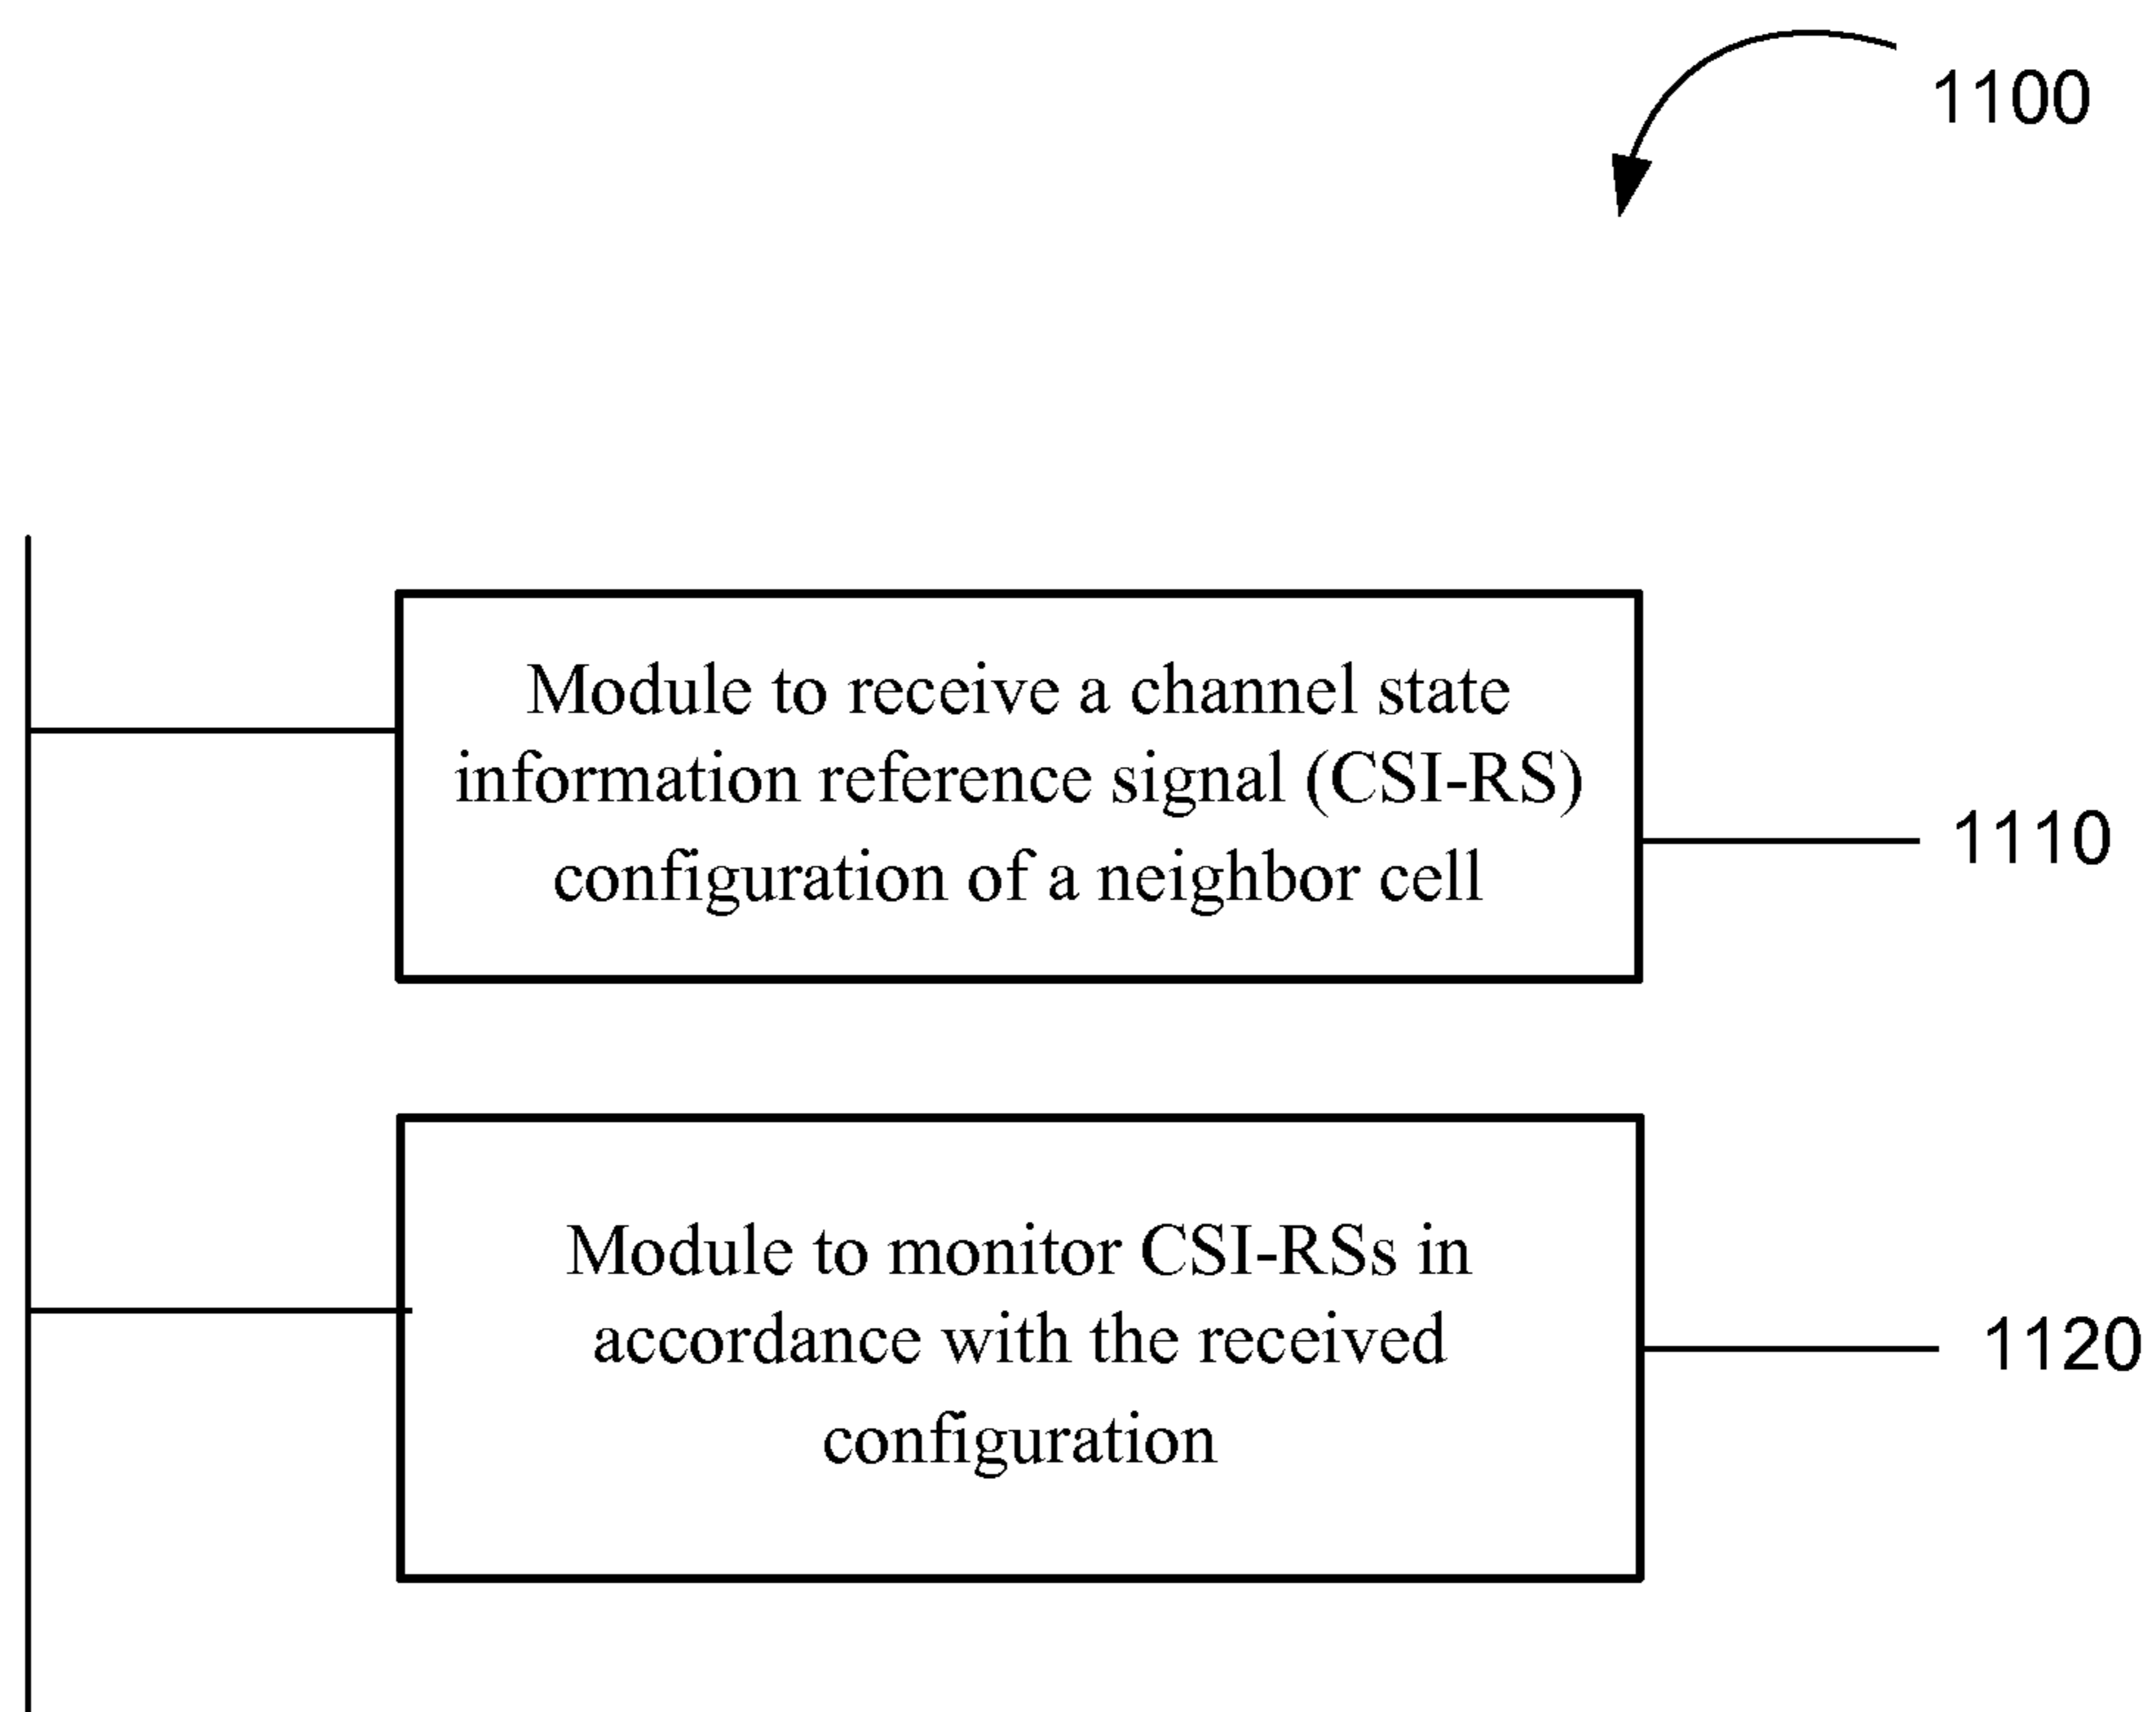 1100
Module to receive a channel state
information reference signal (CSI-RS)
configuration of a neighbor cell
1110
Module to monitor CSI-RSs in
accordance with the received
configuration
1120